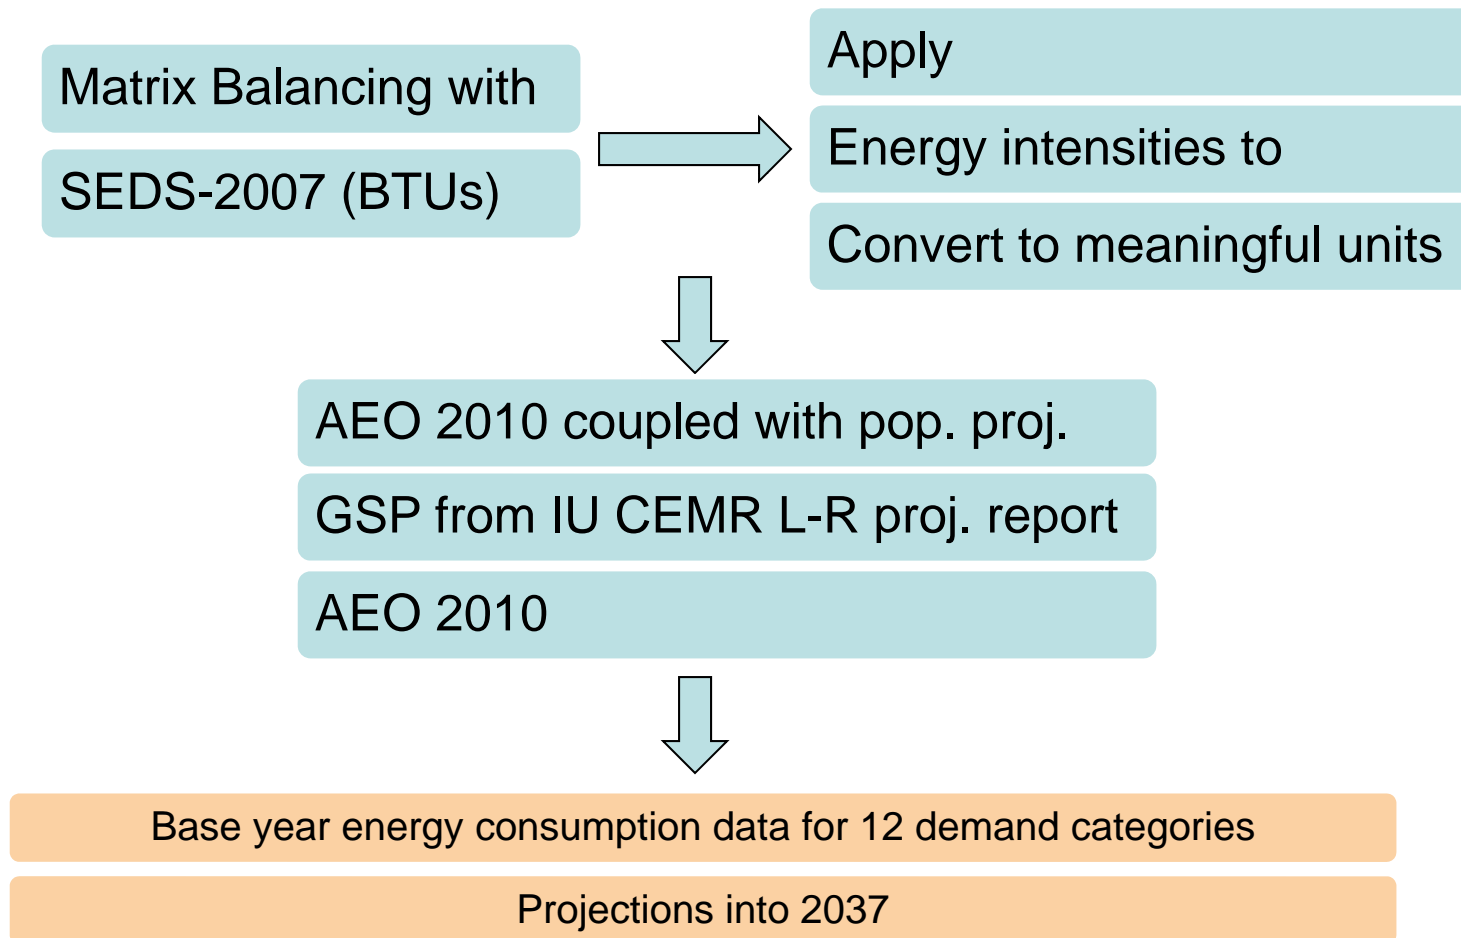 Matrix Balancing with
SEDS-2007 (BTUs)
Apply
Energy intensities to
Convert to meaningful units
AEO 2010 coupled with pop. proj.
GSP from IU CEMR L-R proj. report
AEO 2010
Base year energy consumption data for 12 demand categories
Projections into 2037